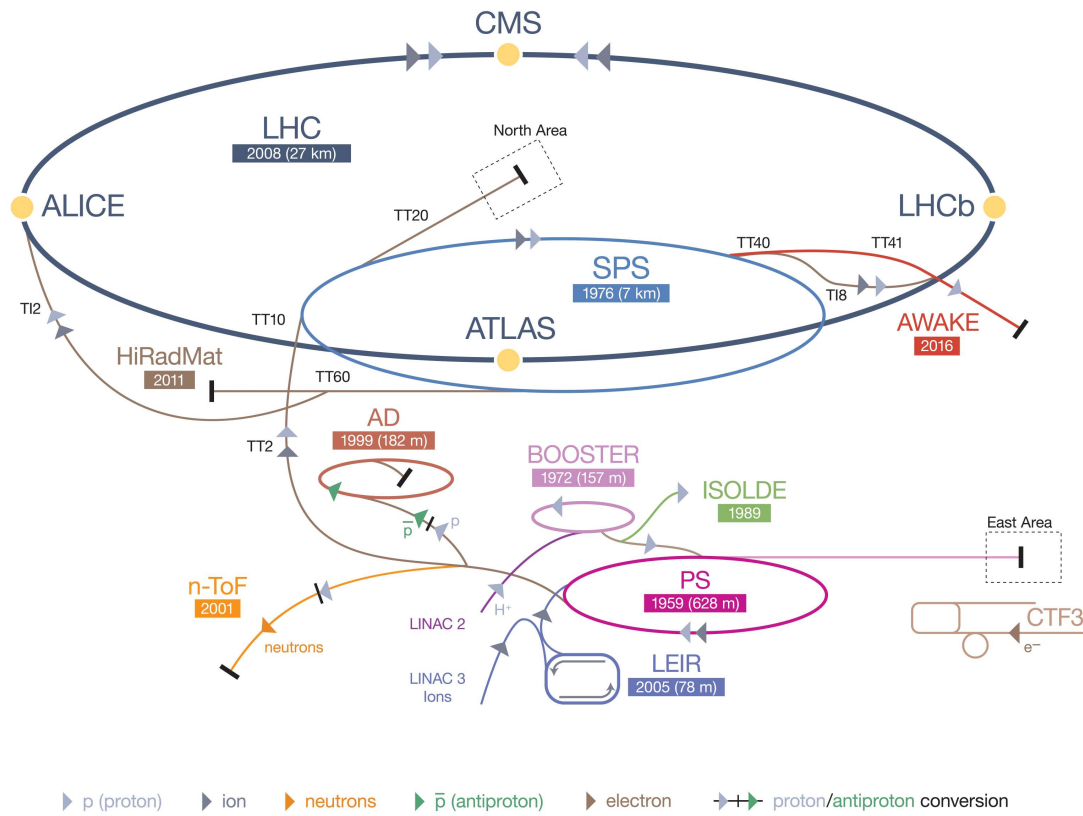 CMS
LHC
2008 (27 km)
North Area
ALICE
LHCb
TT20
TT40
TT41
SPS
1976 (7 km)
TI8
TI2
TT10
ATLAS
AWAKE
2016
HiRadMat
2011
TT60
AD
1999 (182 m)
TT2
BOOSTER
1972 (157 m)
ISOLDE
1989
p̅
p
East Area
n-ToF
2001
PS
1959 (628 m)
H⁺
LINAC 2
neutrons
CTF3
e⁻
LEIR
2005 (78 m)
LINAC 3
Ions
p (proton)
ion
neutrons
p̅ (antiproton)
electron
proton/antiproton conversion